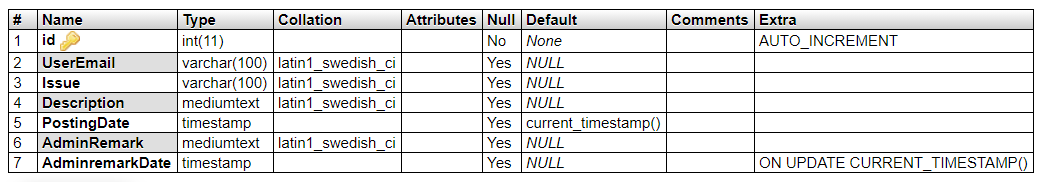 # Name Type Collation Attributes Null Default Comments Extra
1 id int(11) No None AUTO_INCREMENT
2 UserEmail varchar(100) latin1_swedish_ci Yes NULL
3 Issue varchar(100) latin1_swedish_ci Yes NULL
4 Description mediumtext latin1_swedish_ci Yes NULL
5 PostingDate timestamp Yes current_timestamp()
6 AdminRemark mediumtext latin1_swedish_ci Yes NULL
7 AdminremarkDate timestamp Yes NULL ON UPDATE CURRENT_TIMESTAMP()